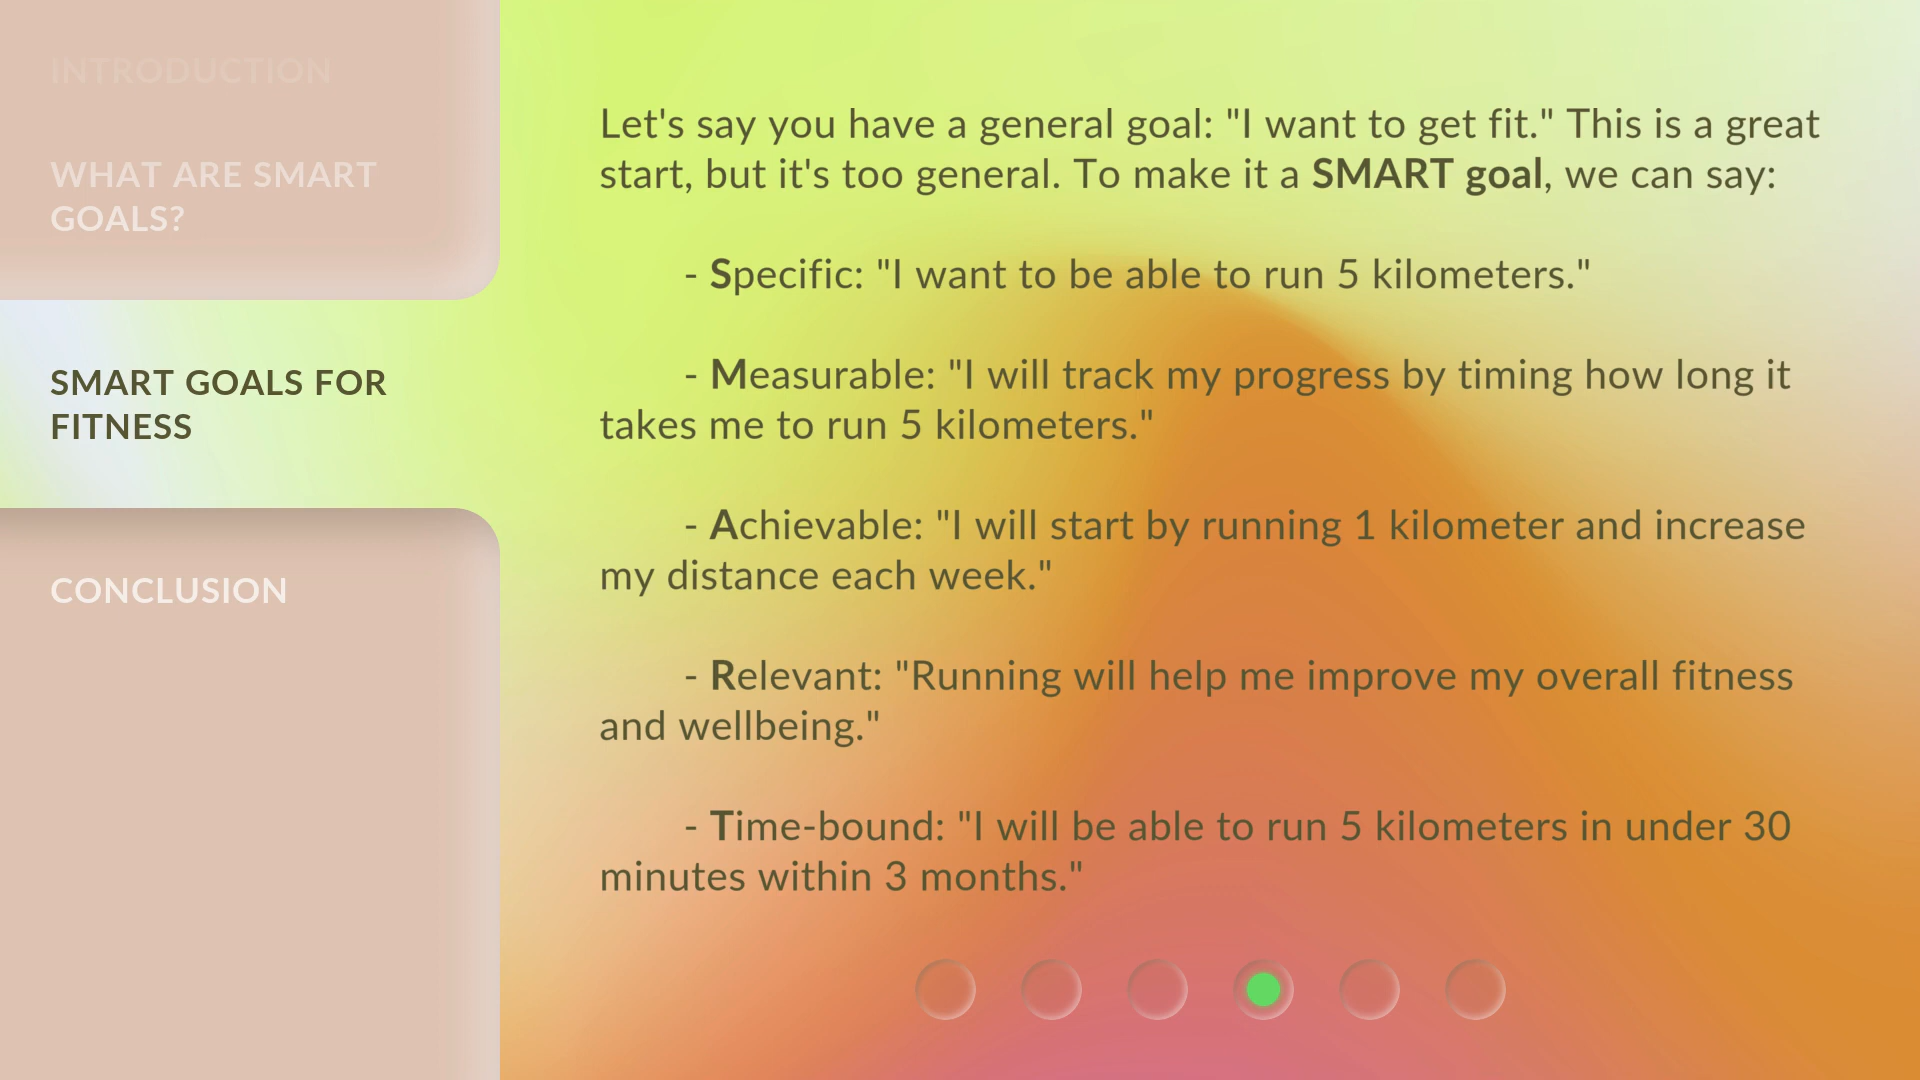 INTRODUCTION
WHAT ARE SMART
GOALS?
SMART GOALS FOR
FITNESS
CONCLUSION
Let's say you have a general goal: "I want to get fit." This is a great
start, but it's too general. To make it a SMART goal, we can say:
- Specific: "I want to be able to run 5 kilometers."
- Measurable: "I will track my progress by timing how long it
takes me to run 5 kilometers."
- Achievable: "I will start by running 1 kilometer and increase
my distance each week."
- Relevant: "Running will help me improve my overall fitness
and wellbeing."
- Time-bound: "I will be able to run 5 kilometers in under 30
minutes within 3 months."